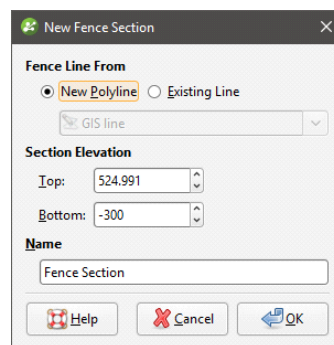 New Fence Section
Fence Line From
New Polyline Existing Line
GIS line
Section Elevation
Top: 524.991
Bottom: -300
Name
Fence Section
Help Cancel OK